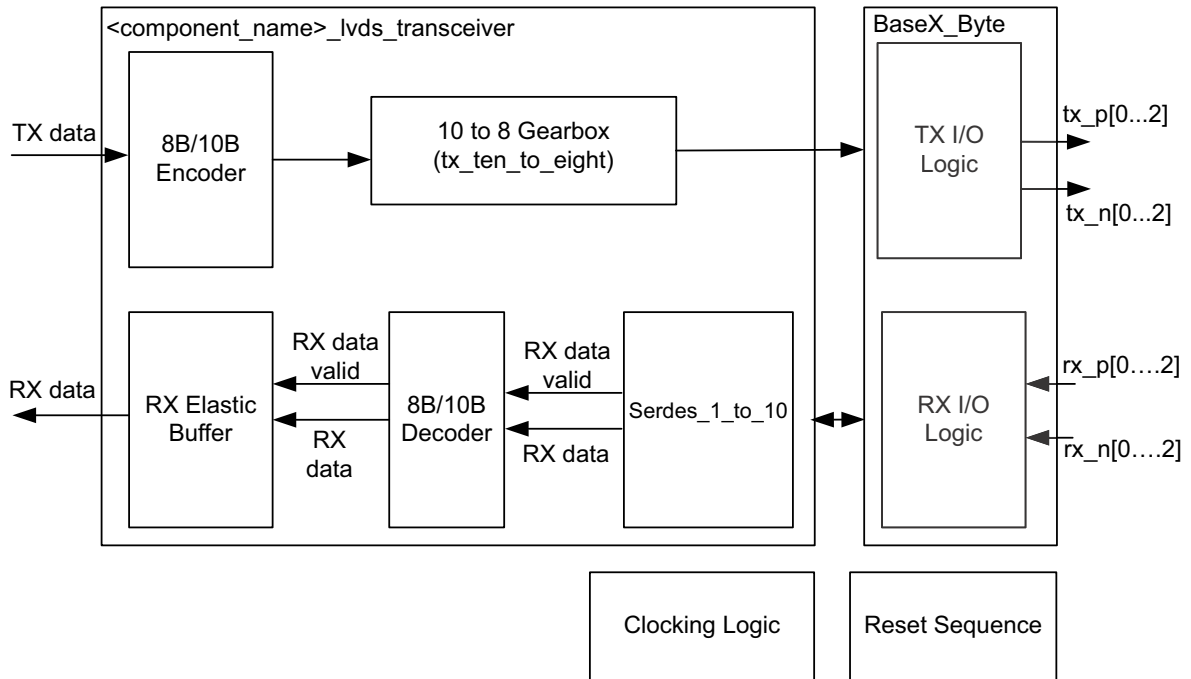 <component_name>_lvds_transceiver
BaseX_Byte
TX data
8B/10B
Encoder
10 to 8 Gearbox
(tx_ten_to_eight)
TX I/O
Logic
tx_p[0...2]
tx_n[0...2]
RX data
RX Elastic
Buffer
RX data
valid
RX
data
8B/10B
Decoder
RX data
valid
RX data
Serdes_1_to_10
RX I/O
Logic
rx_p[0....2]
rx_n[0....2]
Clocking Logic
Reset Sequence